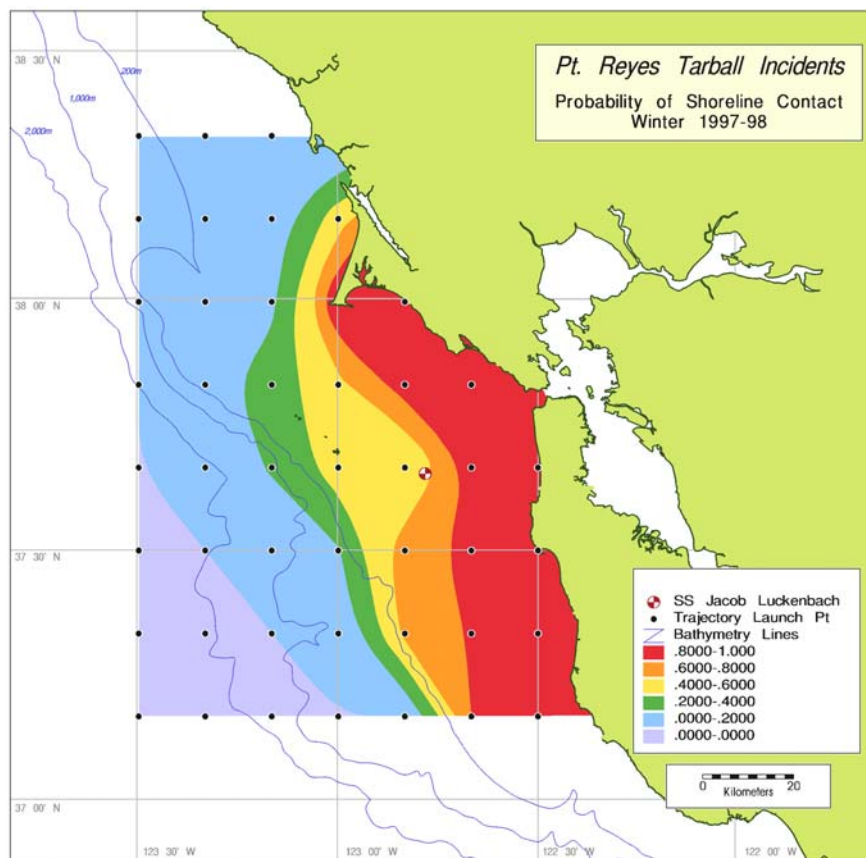 Pt. Reyes Tarball Incidents
Probability of Shoreline Contact
Winter 1997-98
38 30' N
200m
1,000m
2,000m
38 00' N
37 30' N
SS Jacob Luckenbach
Trajectory Launch Pt
Bathymetry Lines
.8000-1.000
.6000-.8000
.4000-.6000
.2000-.4000
.0000-.2000
.0000-.0000
0 20
Kilometers
37 00' N
123 30' W
123 00' W
122 30' W
122 00' W